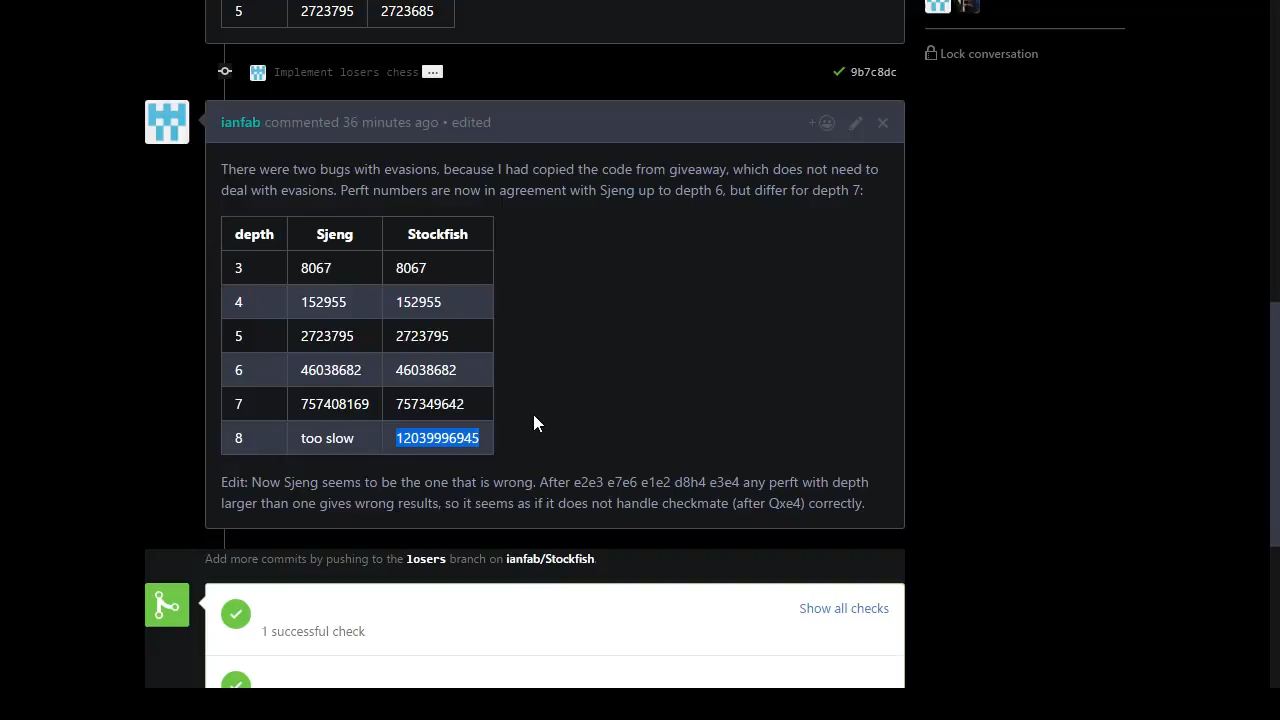 5 2723795 2723685
Lock conversation
Implement losers chess … 9b7c8dc
ianfab commented 36 minutes ago • edited
There were two bugs with evasions, because I had copied the code from giveaway, which does not need to
deal with evasions. Perft numbers are now in agreement with Sjeng up to depth 6, but differ for depth 7:
depth Sjeng Stockfish
3 8067 8067
4 152955 152955
5 2723795 2723795
6 46038682 46038682
7 757408169 757349642
8 too slow 12039996945
Edit: Now Sjeng seems to be the one that is wrong. After e2e3 e7e6 e1e2 d8h4 e3e4 any perft with depth
larger than one gives wrong results, so it seems as if it does not handle checkmate (after Qxe4) correctly.
Add more commits by pushing to the losers branch on ianfab/Stockfish.
Show all checks
1 successful check